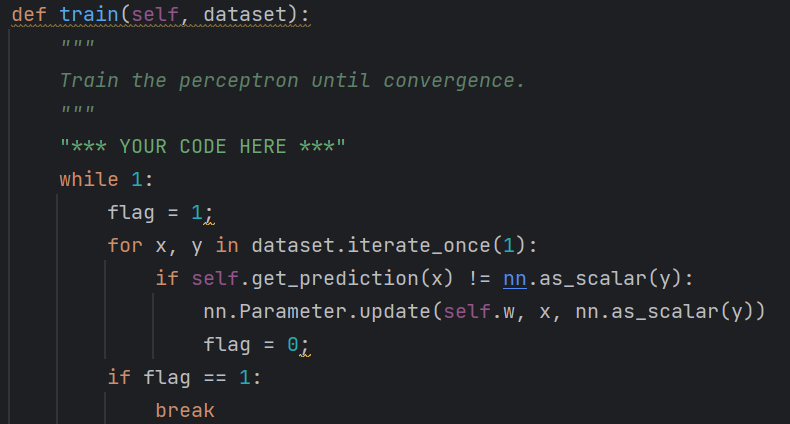 def train(self, dataset):
    """
    Train the perceptron until convergence.
    """
    "*** YOUR CODE HERE ***"
    while 1:
        flag = 1;
        for x, y in dataset.iterate_once(1):
            if self.get_prediction(x) != nn.as_scalar(y):
                nn.Parameter.update(self.w, x, nn.as_scalar(y))
                flag = 0;
        if flag == 1:
            break